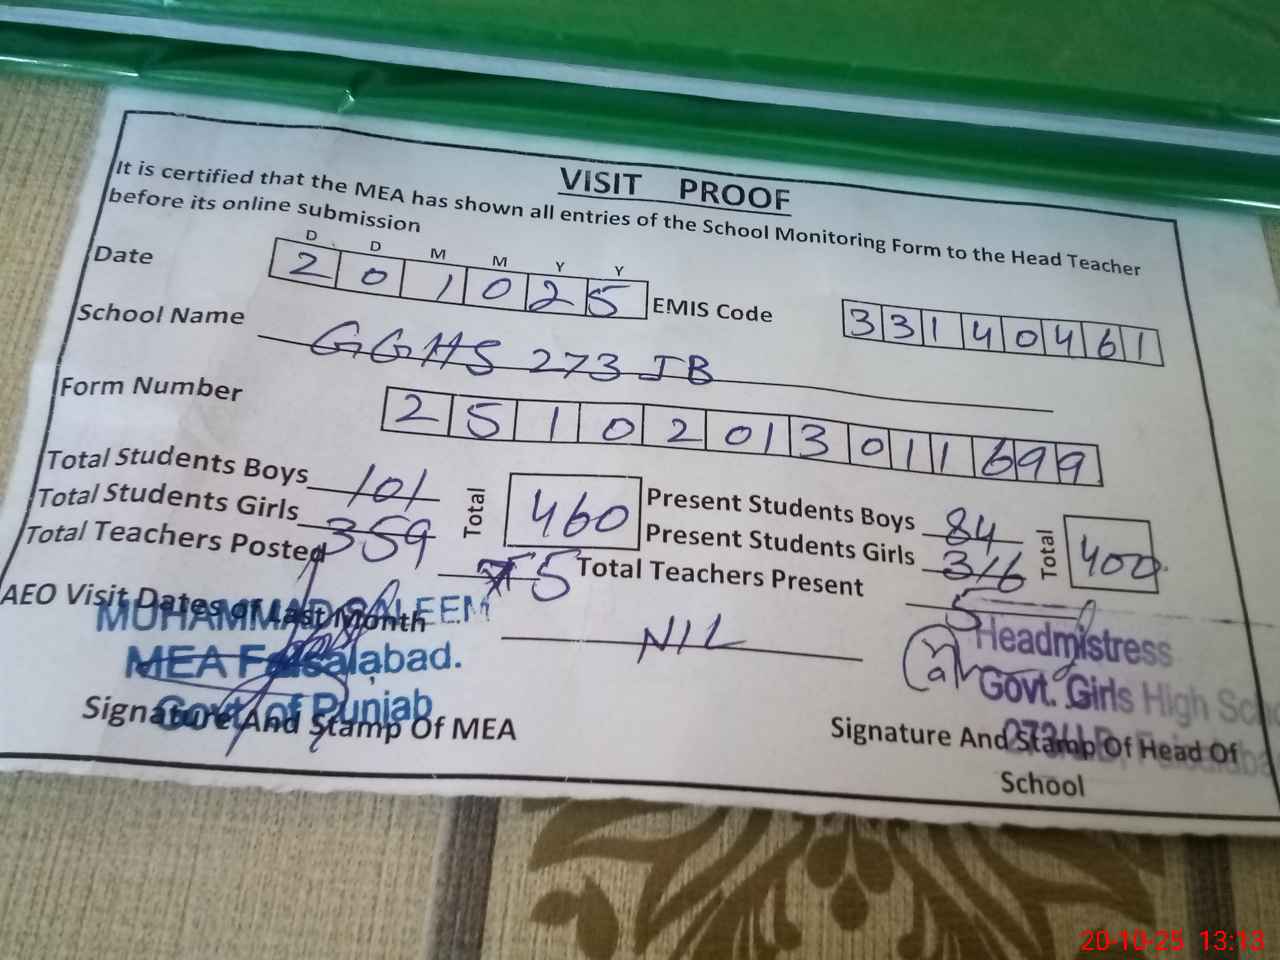 VISIT PROOF
It is certified that the MEA has shown all entries of the School Monitoring Form to the Head Teacher
before its online submission
D D M M Y Y
Date 2 0 1 0 2 5 EMIS Code 3 3 1 4 0 4 6 1
School Name GGHS 273 JB
Form Number 2 5 1 0 2 0 1 3 0 1 1 6 9 9
Total Students Boys 101 Total 460 Present Students Boys 84 Total 400
Total Students Girls 359 Present Students Girls 316
Total Teachers Posted 5 Total Teachers Present 5
AEO Visit Dates of Last Month NIL
MUHAMMAD SALEEM
MEA Faisalabad.
Govt. of Punjab
Headmistress
Govt. Girls High
Signature And Stamp Of MEA
Signature And Stamp Of Head Of
School
20-10-25 13:13